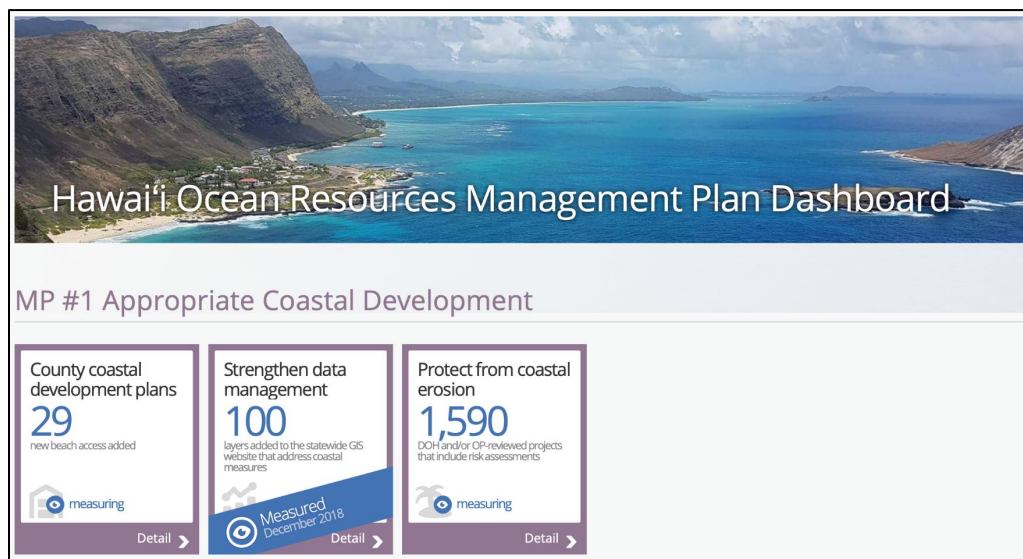 Hawaiʻi Ocean Resources Management Plan Dashboard
MP #1 Appropriate Coastal Development
County coastal
development plans
29
new beach access added
measuring
Detail
Strengthen data
management
100
layers added to the statewide GIS
website that address coastal
measures
Measured
December 2018
Detail
Protect from coastal
erosion
1,590
DOH and/or OP-reviewed projects
that include risk assessments
measuring
Detail